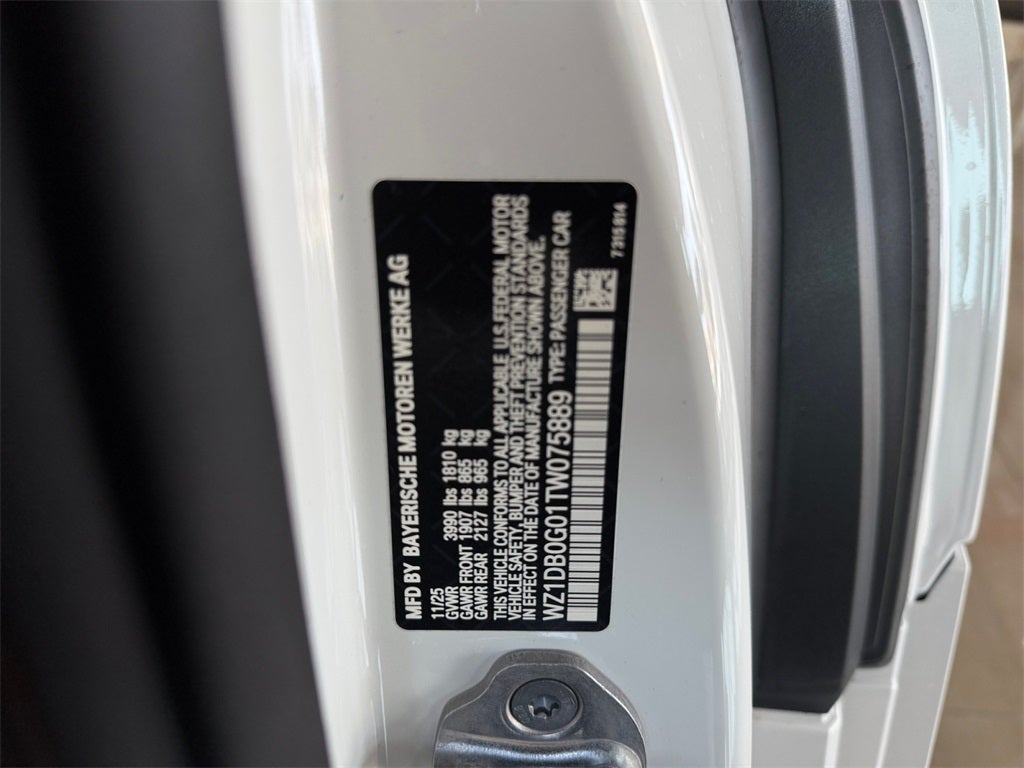 MFD BY BAYERISCHE MOTOREN WERKE AG
11/25
GVWR 3990 lbs 1810 kg
GAWR FRONT 1907 lbs 865 kg
GAWR REAR 2127 lbs 965 kg
THIS VEHICLE CONFORMS TO ALL APPLICABLE U.S.FEDERAL MOTOR
VEHICLE SAFETY, BUMPER AND THEFT PREVENTION STANDARDS
IN EFFECT ON THE DATE OF MANUFACTURE SHOWN ABOVE.
WZ1DB0G01TW075889 TYPE: PASSENGER CAR
7315814